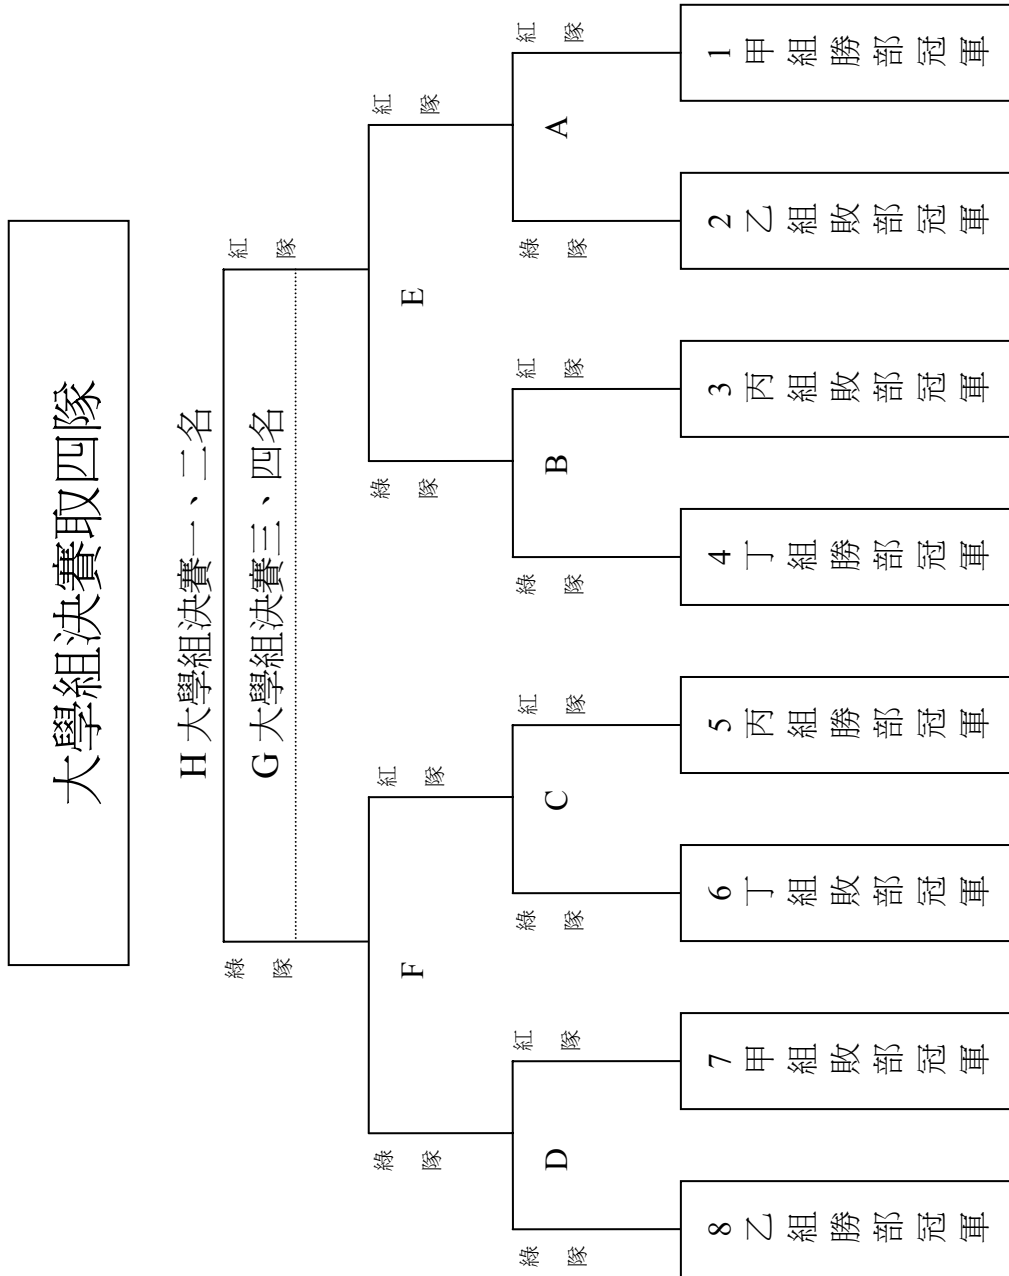 大學組決賽取四隊
H 大學組決賽一、二名
綠隊
紅隊
G 大學組決賽三、四名
綠隊
紅隊
綠隊
紅隊
F
E
綠隊
紅隊
綠隊
紅隊
綠隊
紅隊
綠隊
紅隊
D
C
B
A
8 乙組勝部冠軍
7 甲組敗部冠軍
6 丁組敗部冠軍
5 丙組勝部冠軍
4 丁組勝部冠軍
3 丙組敗部冠軍
2 乙組敗部冠軍
1 甲組勝部冠軍